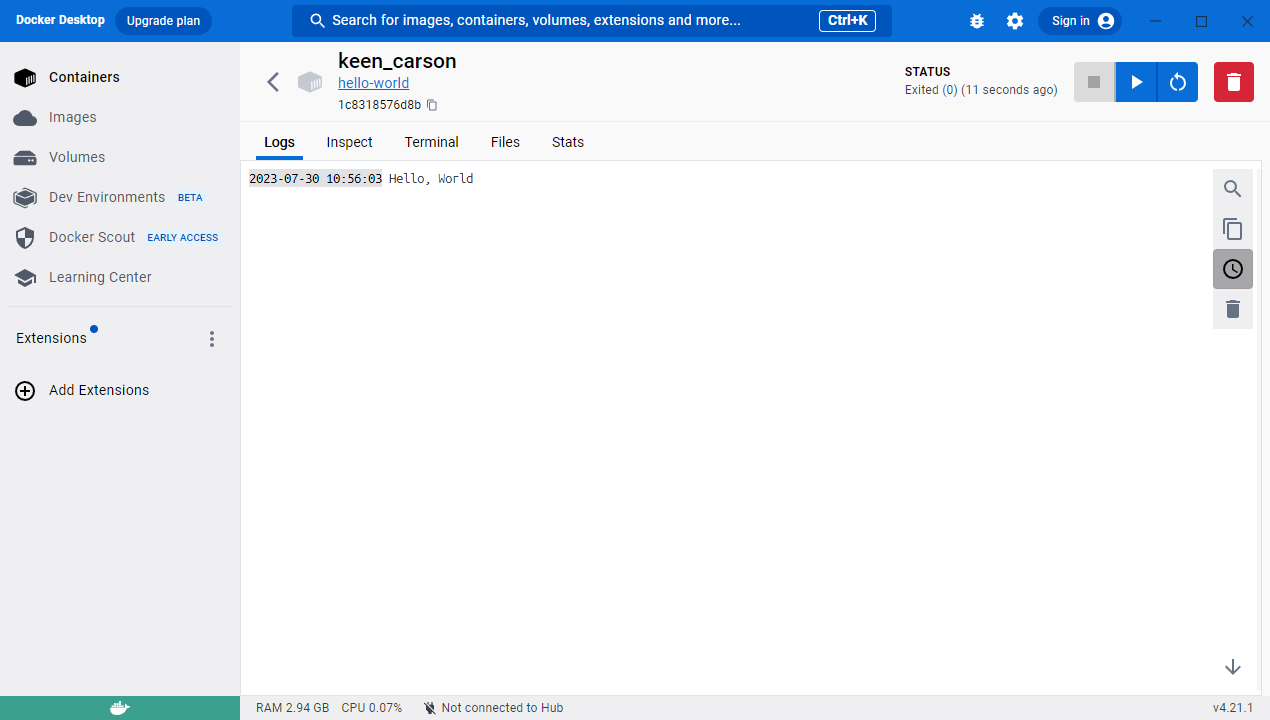 Docker Desktop
Upgrade plan
Search for images, containers, volumes, extensions and more...
Ctrl+K
Sign in
Containers
Images
Volumes
Dev Environments BETA
Docker Scout EARLY ACCESS
Learning Center
Extensions
Add Extensions
keen_carson
hello-world
1c8318576d8b
STATUS
Exited (0) (11 seconds ago)
Logs Inspect Terminal Files Stats
2023-07-30 10:56:03 Hello, World
RAM 2.94 GB CPU 0.07% Not connected to Hub v4.21.1